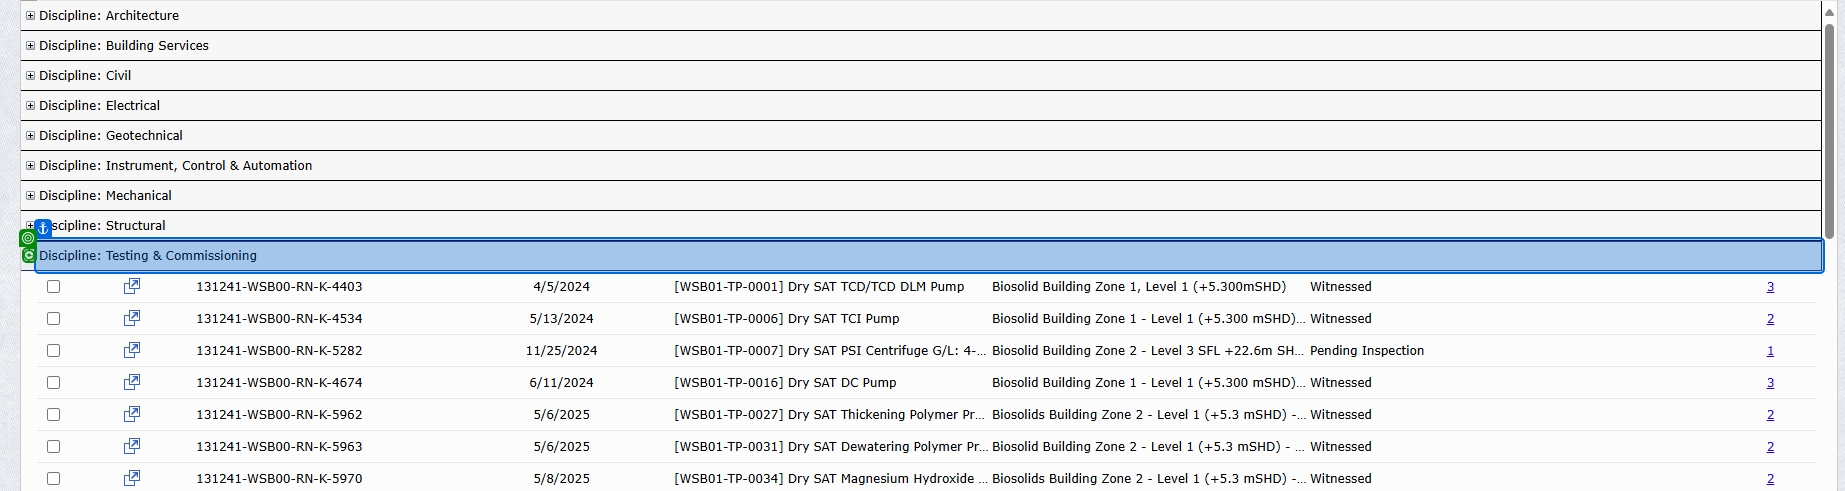 Discipline: Architecture
Discipline: Building Services
Discipline: Civil
Discipline: Electrical
Discipline: Geotechnical
Discipline: Instrument, Control & Automation
Discipline: Mechanical
scipline: Structural
Discipline: Testing & Commissioning
131241-WSB00-RN-K-4403 4/5/2024 [WSB01-TP-0001] Dry SAT TCD/TCD DLM Pump Biosolid Building Zone 1, Level 1 (+5.300mSHD) Witnessed 3
131241-WSB00-RN-K-4534 5/13/2024 [WSB01-TP-0006] Dry SAT TCI Pump Biosolid Building Zone 1 - Level 1 (+5.300 mSHD)... Witnessed 2
131241-WSB00-RN-K-5282 11/25/2024 [WSB01-TP-0007] Dry SAT PSI Centrifuge G/L: 4-... Biosolid Building Zone 2 - Level 3 SFL +22.6m SH... Pending Inspection 1
131241-WSB00-RN-K-4674 6/11/2024 [WSB01-TP-0016] Dry SAT DC Pump Biosolid Building Zone 1 - Level 1 (+5.300 mSHD)... Witnessed 3
131241-WSB00-RN-K-5962 5/6/2025 [WSB01-TP-0027] Dry SAT Thickening Polymer Pr... Biosolids Building Zone 2 - Level 1 (+5.3 mSHD) -... Witnessed 2
131241-WSB00-RN-K-5963 5/6/2025 [WSB01-TP-0031] Dry SAT Dewatering Polymer Pr... Biosolids Building Zone 2 - Level 1 (+5.3 mSHD) - ... Witnessed 2
131241-WSB00-RN-K-5970 5/8/2025 [WSB01-TP-0034] Dry SAT Magnesium Hydroxide ... Biosolids Building Zone 2 - Level 1 (+5.3 mSHD) -... Witnessed 2